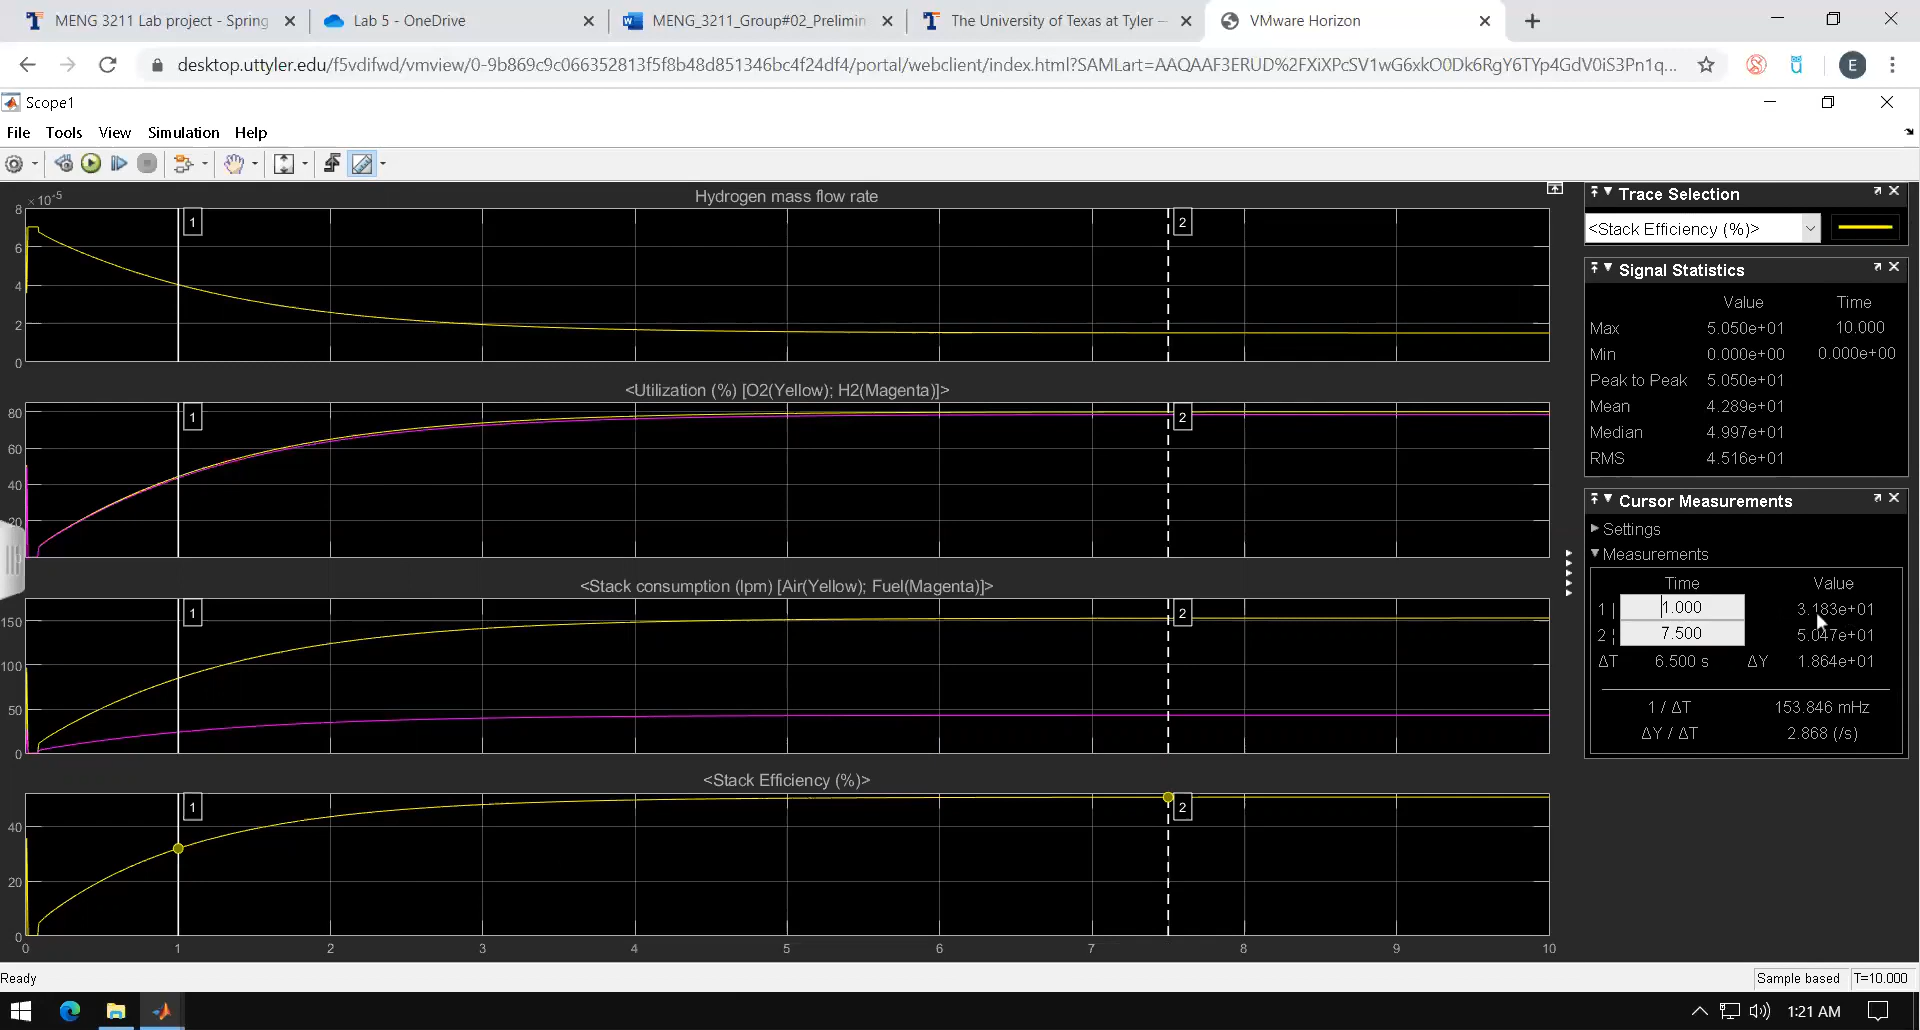 MENG 3211 Lab project - Spring
Lab 5 - OneDrive
MENG_3211_Group#02_Prelimin
The University of Texas at Tyler —
VMware Horizon
desktop.uttyler.edu/f5vdifwd/vmview/0-9b869c9c066352813f5f8b48d851346bc4f24df4/portal/webclient/index.html?SAMLart=AAQAAF3ERUD%2FXiXPcSV1wG6xkO0Dk6RgY6TYp4GdV0iS3Pn1q...
E
Scope1
File Tools View Simulation Help
×10-5
Hydrogen mass flow rate
8
6
4
2
0
1
2
<Utilization (%) [O2(Yellow); H2(Magenta)]>
80
60
40
20
1
2
<Stack consumption (lpm) [Air(Yellow); Fuel(Magenta)]>
150
100
50
0
1
2
<Stack Efficiency (%)>
40
20
0
1
2
0 1 2 3 4 5 6 7 8 9 10
Trace Selection
<Stack Efficiency (%)>
Signal Statistics
Value Time
Max 5.050e+01 10.000
Min 0.000e+00 0.000e+00
Peak to Peak 5.050e+01
Mean 4.289e+01
Median 4.997e+01
RMS 4.516e+01
Cursor Measurements
Settings
Measurements
Time Value
1 | 1.000 3.183e+01
2 ¦ 7.500 5.047e+01
ΔT 6.500 s ΔY 1.864e+01
1 / ΔT 153.846 mHz
ΔY / ΔT 2.868 (/s)
Ready
Sample based T=10.000
1:21 AM